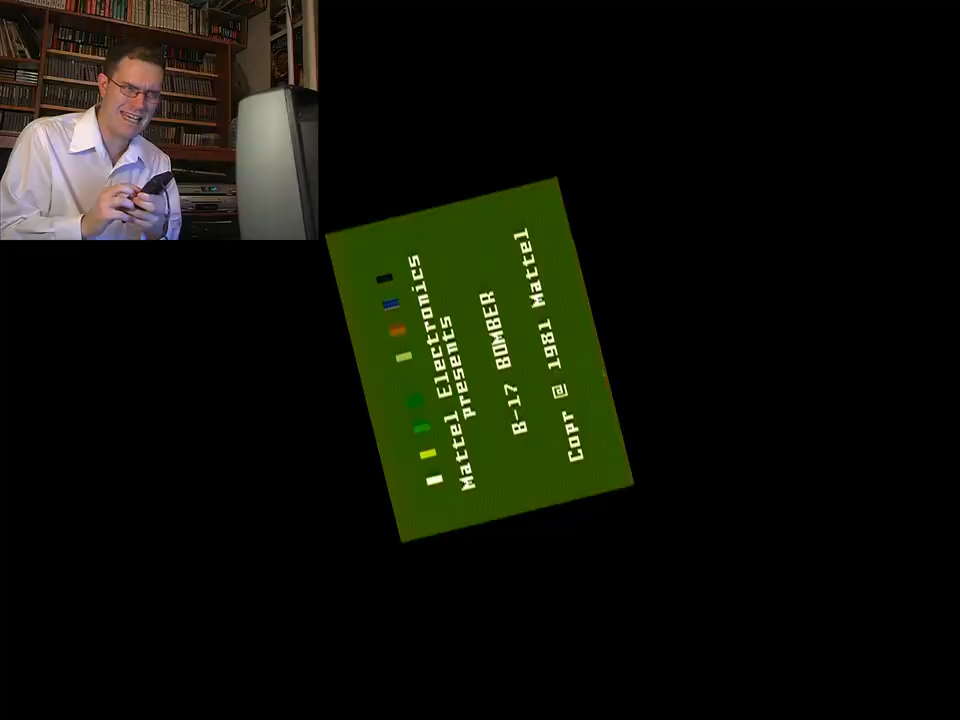 Mattel Electronics
presents
B-17 BOMBER
Copr @ 1981 Mattel